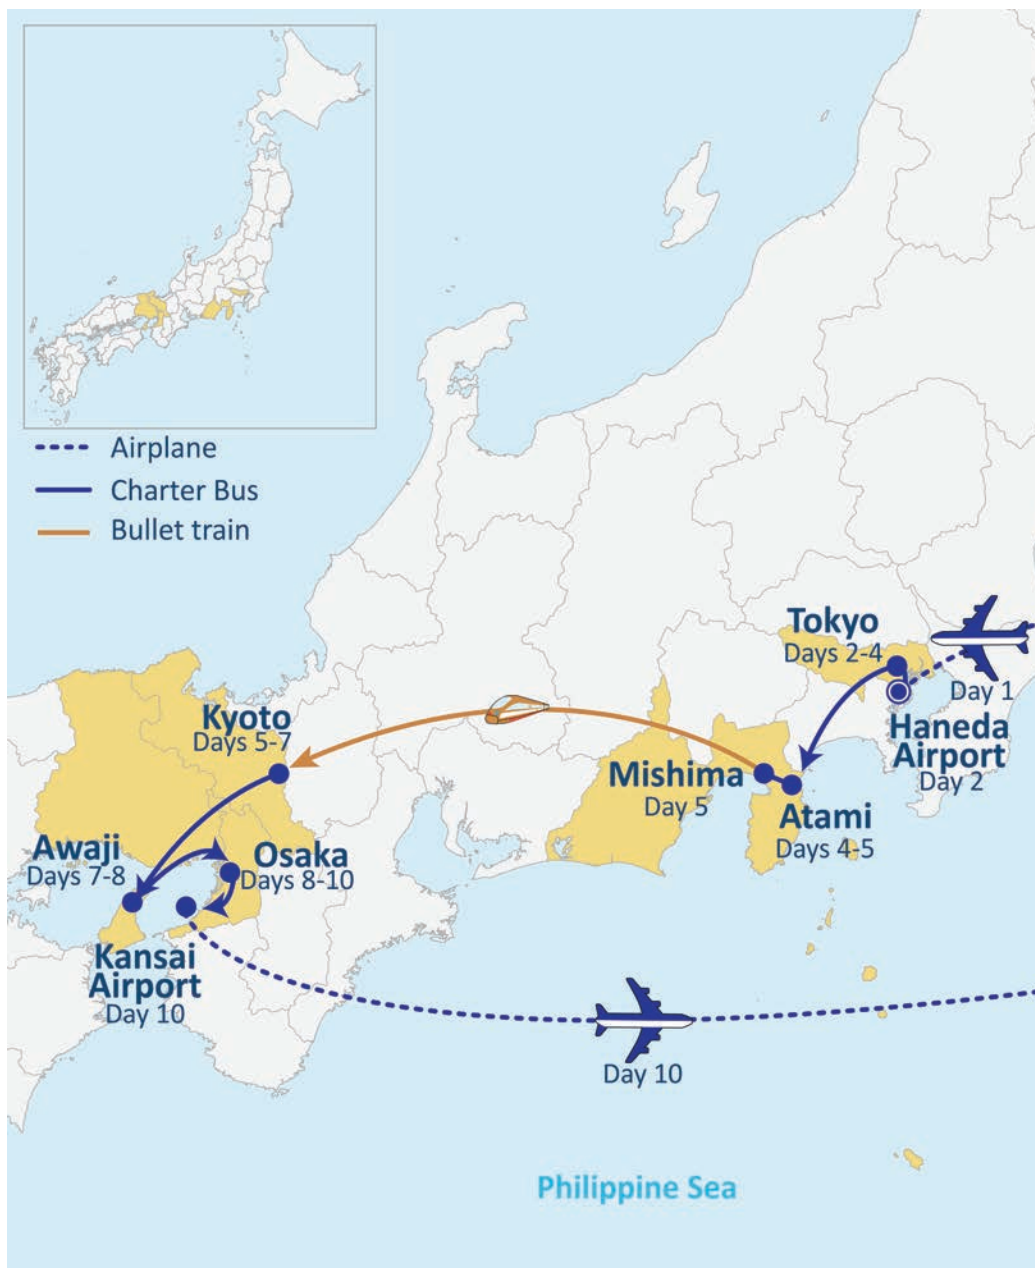 Airplane
Charter Bus
Bullet train
Tokyo
Days 2-4
Day 1
Haneda
Airport
Day 2
Kyoto
Days 5-7
Mishima
Day 5
Atami
Days 4-5
Awaji
Days 7-8
Osaka
Days 8-10
Kansai
Airport
Day 10
Day 10
Philippine Sea